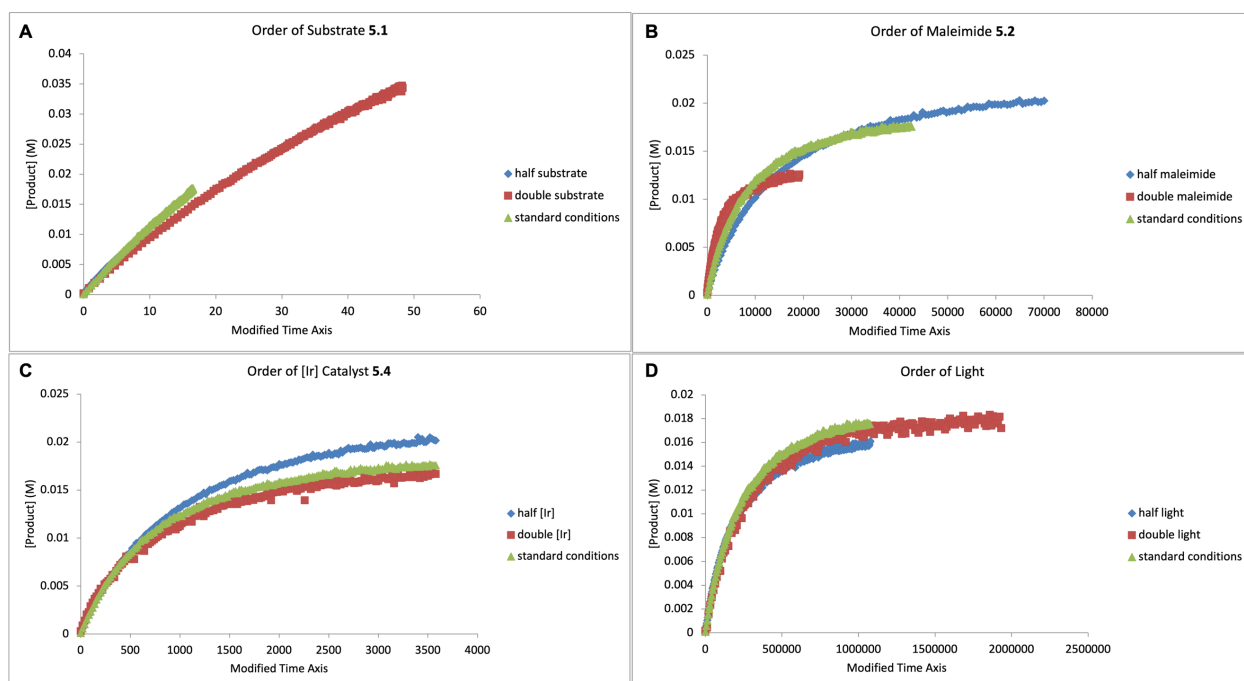 A
Order of Substrate 5.1
[Product] (M)
0.04
0.035
0.03
0.025
0.02
0.015
0.01
0.005
0
0 10 20 30 40 50 60
Modified Time Axis
half substrate
double substrate
standard conditions
B
Order of Maleimide 5.2
[Product] (M)
0.025
0.02
0.015
0.01
0.005
0
0 10000 20000 30000 40000 50000 60000 70000 80000
Modified Time Axis
half maleimide
double maleimide
standard conditions
C
Order of [Ir] Catalyst 5.4
[Product] (M)
0.025
0.02
0.015
0.01
0.005
0
0 500 1000 1500 2000 2500 3000 3500 4000
Modified Time Axis
half [Ir]
double [Ir]
standard conditions
D
Order of Light
[Product] (M)
0.02
0.018
0.016
0.014
0.012
0.01
0.008
0.006
0.004
0.002
0
0 500000 1000000 1500000 2000000 2500000
Modified Time Axis
half light
double light
standard conditions